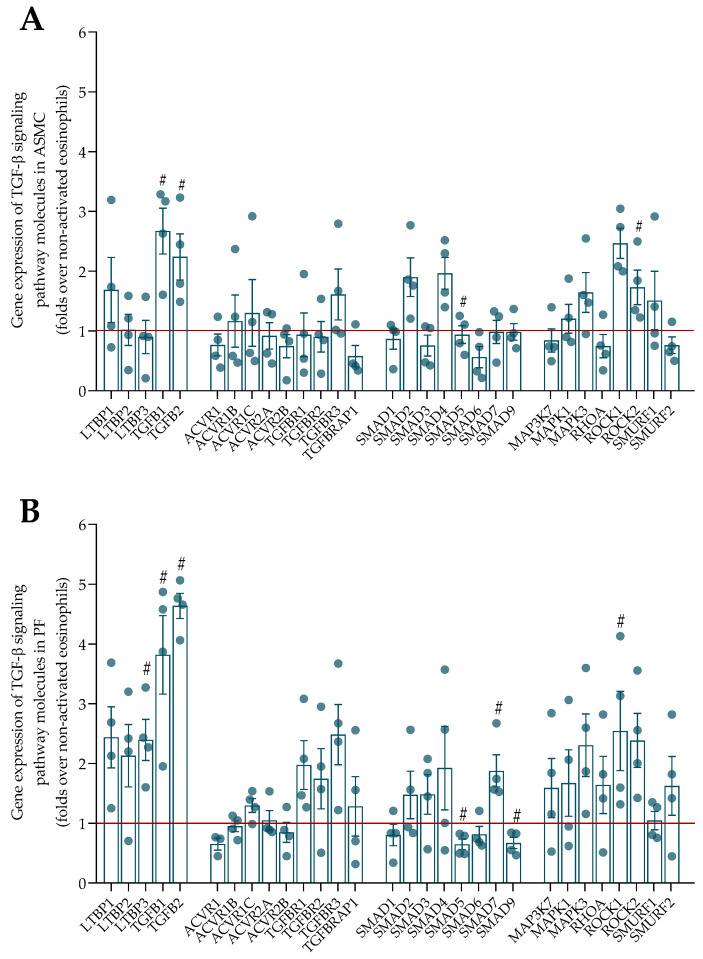 A
Gene expression of TGF-β signaling
pathway molecules in ASMC
(folds over non-activated eosinophils)
6
5
4
3
2
1
0
# # # #
LTBP1 LTBP2 LTBP3 TGFB1 TGFB2 ACVR1 ACVR1B ACVR1C ACVR2A ACVR2B TGFBR1 TGFBR2 TGFBR3 TGFBRAP1 SMAD1 SMAD2 SMAD3 SMAD4 SMAD5 SMAD6 SMAD7 SMAD9 MAP3K7 MAPK1 MAPK3 RHOA ROCK1 ROCK2 SMURF1 SMURF2
B
Gene expression of TGF-β signaling
pathway molecules in PF
(folds over non-activated eosinophils)
6
5
4
3
2
1
0
# # # # # # #
LTBP1 LTBP2 LTBP3 TGFB1 TGFB2 ACVR1 ACVR1B ACVR1C ACVR2A ACVR2B TGFBR1 TGFBR2 TGFBR3 TGFBRAP1 SMAD1 SMAD2 SMAD3 SMAD4 SMAD5 SMAD6 SMAD7 SMAD9 MAP3K7 MAPK1 MAPK3 RHOA ROCK1 ROCK2 SMURF1 SMURF2